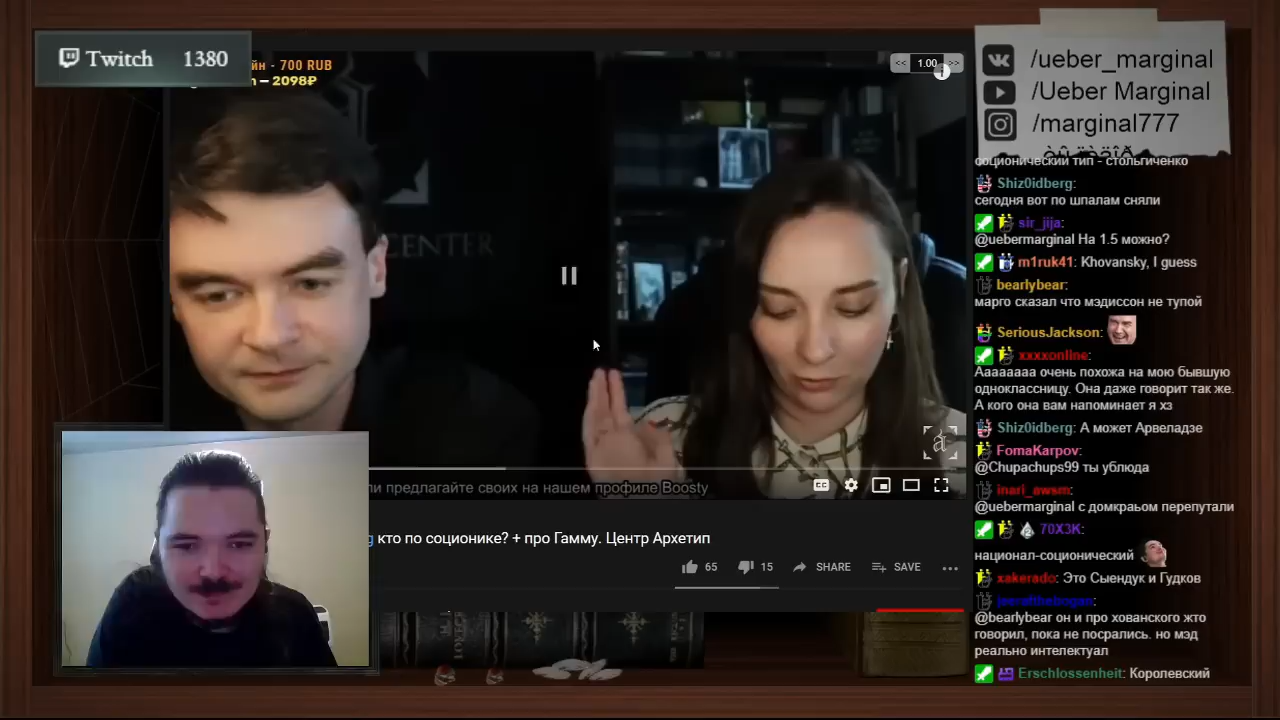 Twitch 1380
йн - 700 RUB
— 2098₽
<< 1.00 >>
CENTER
/ueber_marginal
/Ueber Marginal
/marginal777
соционический тип - стольгиченко
Shiz0idberg:
сегодня вот по шпалам сняли
sir_jija:
@uebermarginal На 1.5 можно?
m1ruk41: Khovansky, I guess
bearlybear:
марго сказал что мэдиссон не тупой
SeriousJackson:
xxxxonline:
Аааааааа очень похожа на мою бывшую
одноклассницу. Она даже говорит так же.
А кого она вам напоминает я хз
Shiz0idberg: А может Арвеладзе
FomaKarpov:
@Chupachups99 ты ублюда
inari_awsm:
@uebermarginal с домкраьом перепутали
70X3K:
национал-соционический
xakerado: Это Сыендук и Гудков
@bearlybear он и про хованского жто
говорил, пока не посрались. но мэд
реально интелектуал
Erschlossenheit: Королевский
ли предлагайте своих на нашем профиле Boosty
CC
g кто по соционике? + про Гамму. Центр Архетип
65 15 SHARE SAVE